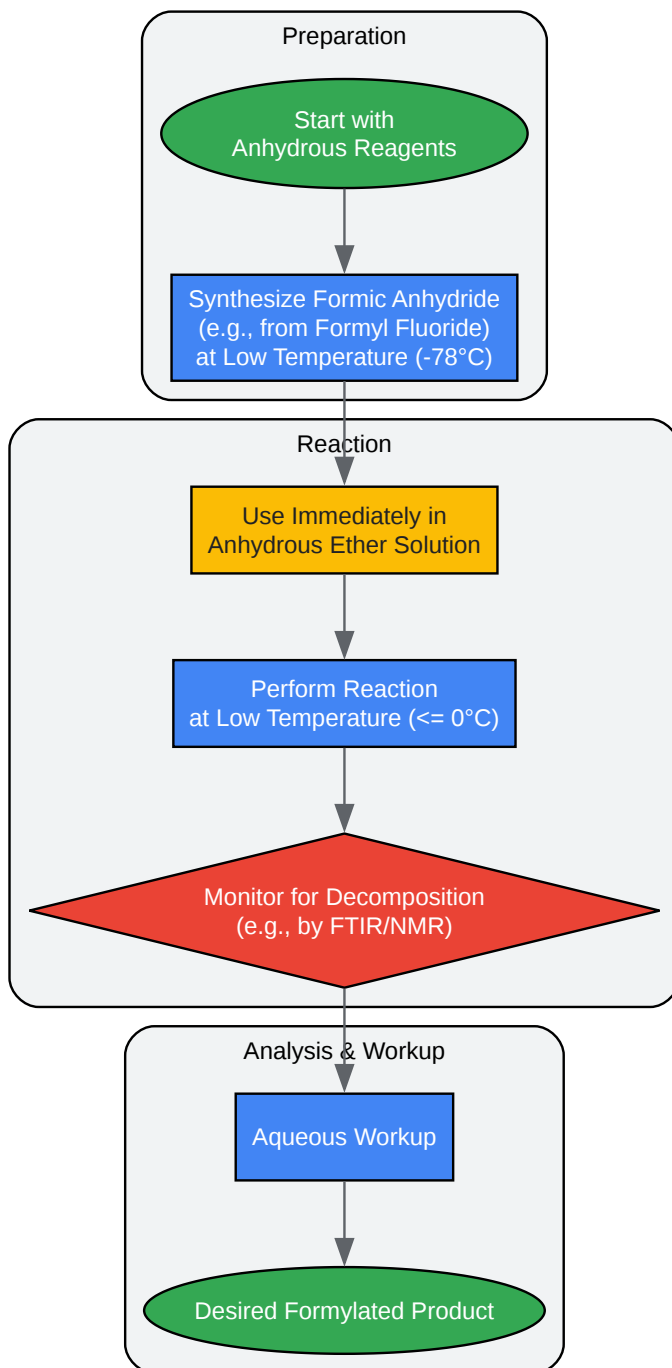 Preparation
Start with
Anhydrous Reagents
Synthesize Formic Anhydride
(e.g., from Formyl Fluoride)
at Low Temperature (-78°C)
Reaction
Use Immediately in
Anhydrous Ether Solution
Perform Reaction
at Low Temperature (<= 0°C)
Monitor for Decomposition
(e.g., by FTIR/NMR)
Analysis & Workup
Aqueous Workup
Desired Formylated Product